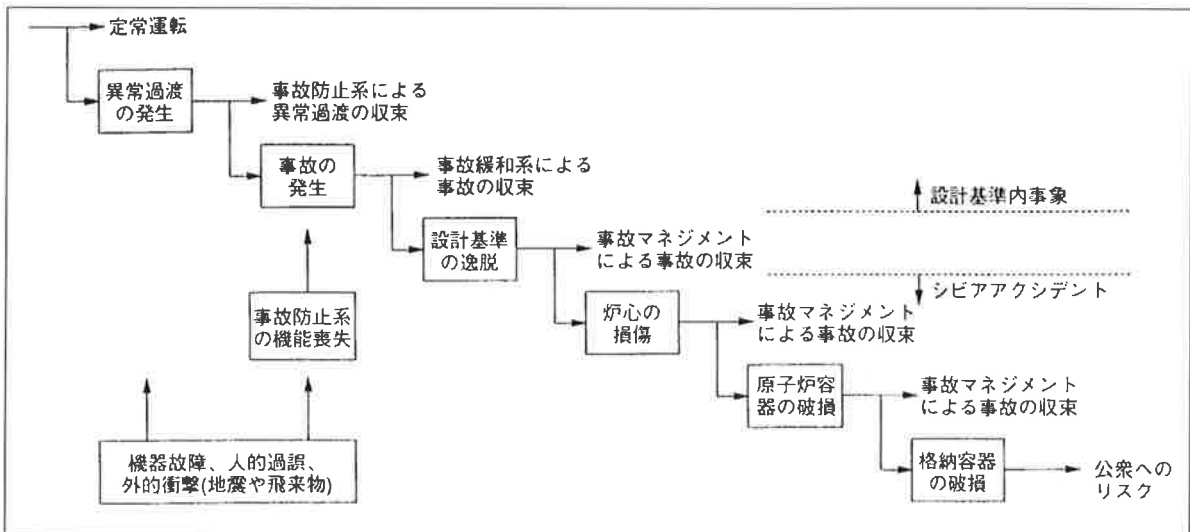 定常運転
異常過渡
の発生
事故防止系による
異常過渡の収束
事故の
発生
事故緩和系による
事故の収束
設計基準内事象
設計基準
の逸脱
事故マネジメント
による事故の収束
シビアアクシデント
事故防止系
の機能喪失
炉心の
損傷
事故マネジメント
による事故の収束
原子炉容
器の破損
事故マネジメント
による事故の収束
機器故障、人的過誤、
外的衝撃(地震や飛来物)
格納容器
の破損
公衆への
リスク